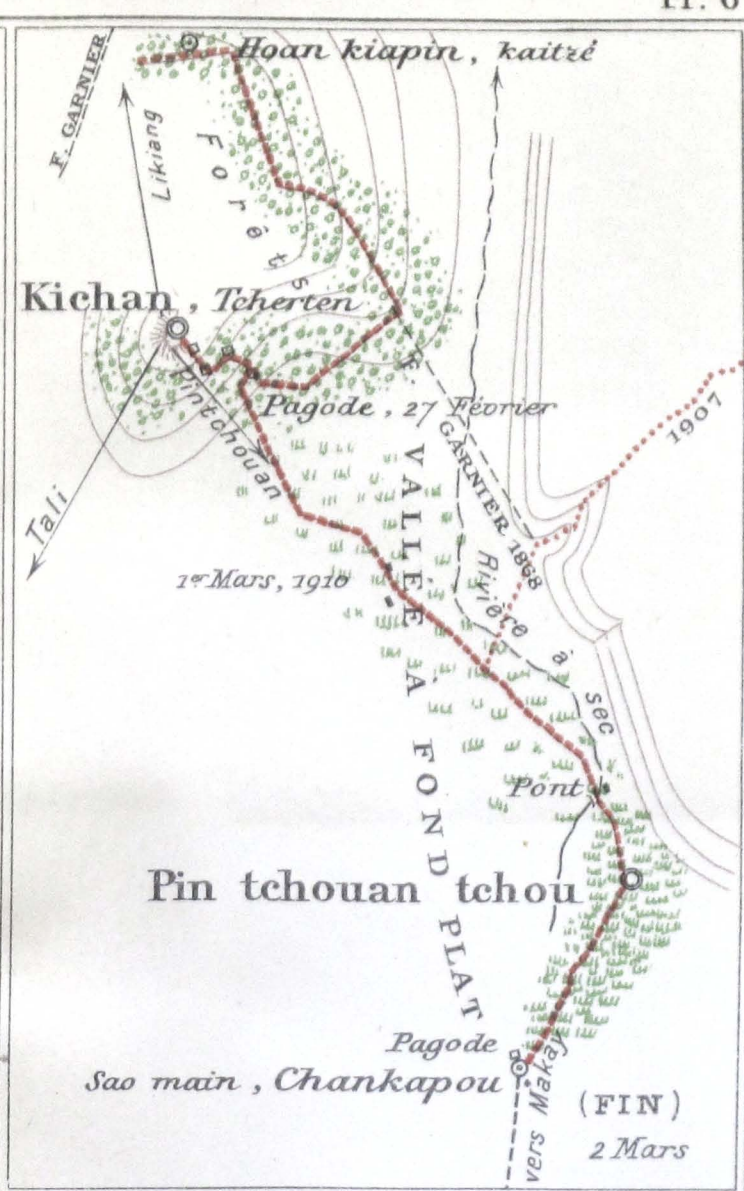 Pl. 6
F. GARNIER
Hoan kiapin, kaitzé
Likiang
Forêts
Kichan, Tcherten
Pintchouan
Pagode, 27 Février
F. GARNIER 1868
1907
Tali
1er Mars, 1910
VALLÉE À FOND PLAT
Rivière à sec
Pont
Pin tchouan tchou
Pagode
Sao main, Chankapou
vers Makay
(FIN)
2 Mars